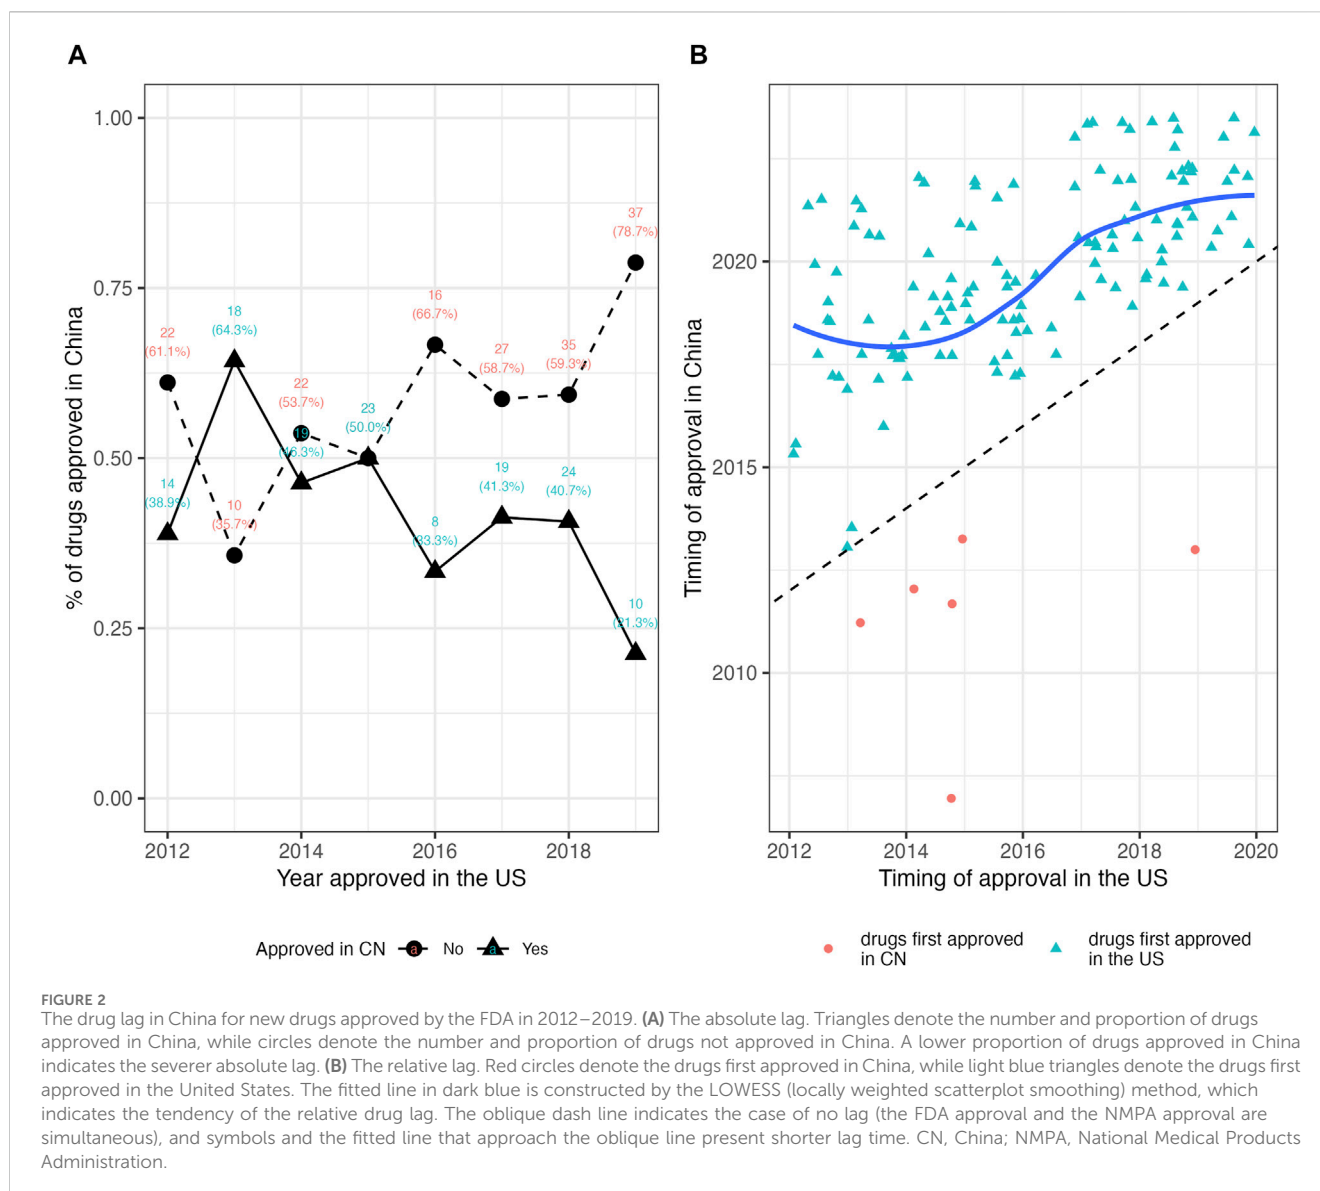 A
1.00
0.75
0.50
0.25
0.00
% of drugs approved in China
22
(61.1%)
14
(38.9%)
18
(64.3%)
10
(35.7%)
22
(53.7%)
19
(46.3%)
23
(50.0%)
16
(66.7%)
8
(33.3%)
27
(58.7%)
19
(41.3%)
35
(59.3%)
24
(40.7%)
37
(78.7%)
10
(21.3%)
2012 2014 2016 2018
Year approved in the US
Approved in CN a No a Yes
B
2020
2015
2010
Timing of approval in China
2012 2014 2016 2018 2020
Timing of approval in the US
drugs first approved
in CN
drugs first approved
in the US
FIGURE 2
The drug lag in China for new drugs approved by the FDA in 2012–2019. (A) The absolute lag. Triangles denote the number and proportion of drugs
approved in China, while circles denote the number and proportion of drugs not approved in China. A lower proportion of drugs approved in China
indicates the severer absolute lag. (B) The relative lag. Red circles denote the drugs first approved in China, while light blue triangles denote the drugs first
approved in the United States. The fitted line in dark blue is constructed by the LOWESS (locally weighted scatterplot smoothing) method, which
indicates the tendency of the relative drug lag. The oblique dash line indicates the case of no lag (the FDA approval and the NMPA approval are
simultaneous), and symbols and the fitted line that approach the oblique line present shorter lag time. CN, China; NMPA, National Medical Products
Administration.